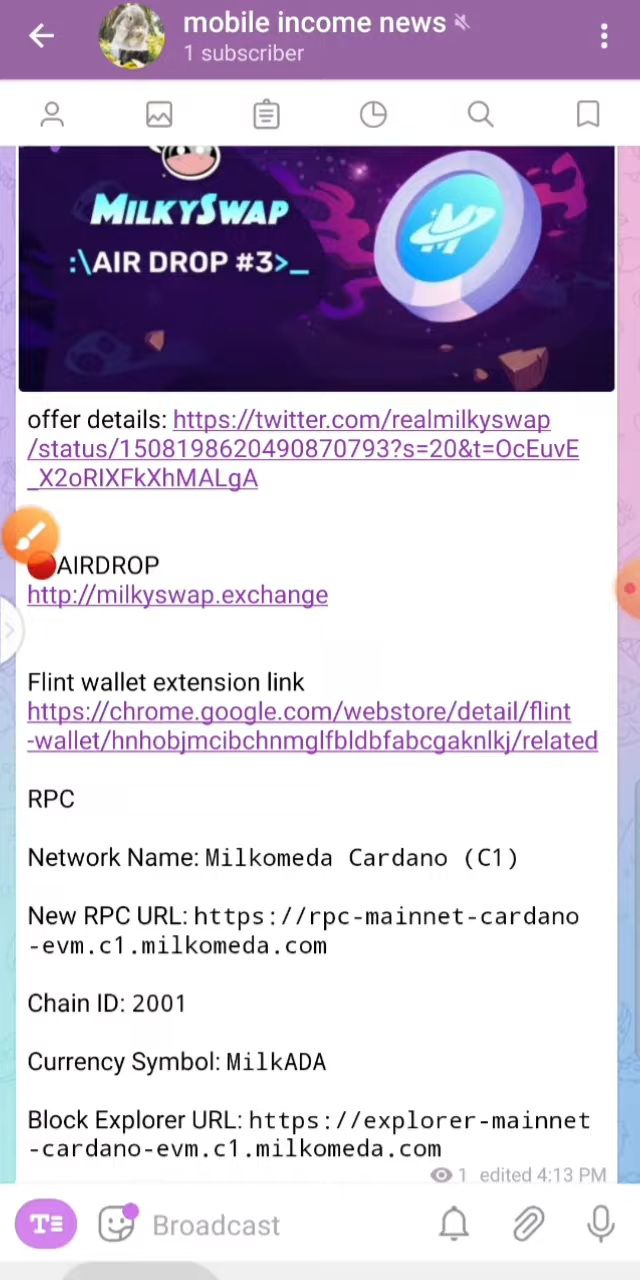 mobile income news
1 subscriber
MILKYSWAP
:\AIR DROP #3>_
offer details: https://twitter.com/realmilkyswap
/status/1508198620490870793?s=20&t=OcEuvE
_X2oRIXFkXhMALgA
AIRDROP
http://milkyswap.exchange
Flint wallet extension link
https://chrome.google.com/webstore/detail/flint
-wallet/hnhobjmcibchnmglfbldbfabcgaknlkj/related
RPC
Network Name: Milkomeda Cardano (C1)
New RPC URL: https://rpc-mainnet-cardano
-evm.c1.milkomeda.com
Chain ID: 2001
Currency Symbol: MilkADA
Block Explorer URL: https://explorer-mainnet
-cardano-evm.c1.milkomeda.com
1 edited 4:13 PM
T
Broadcast